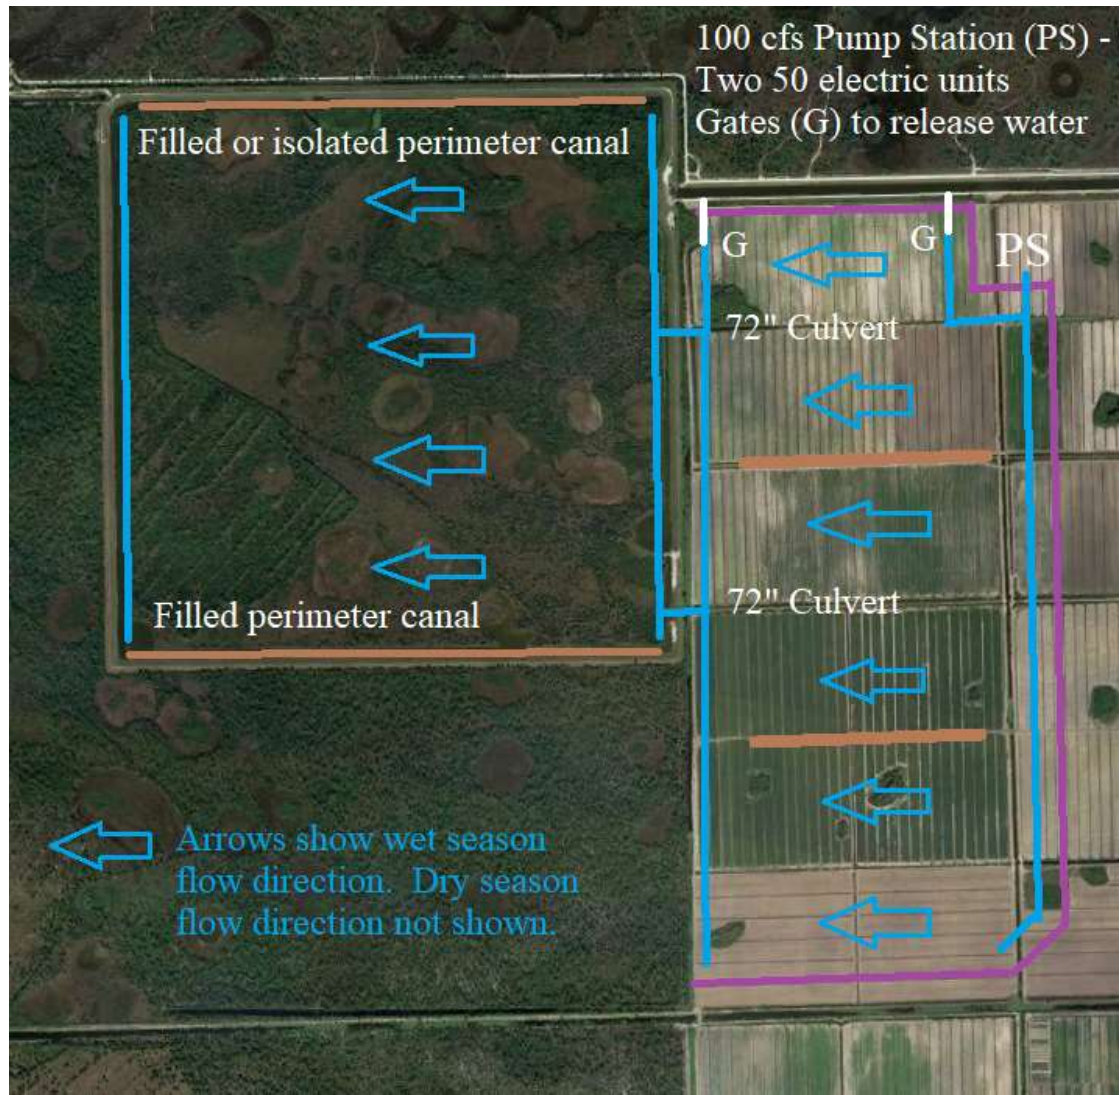 100 cfs Pump Station (PS) -
Two 50 electric units
Gates (G) to release water
Filled or isolated perimeter canal
G
G
PS
72" Culvert
72" Culvert
Filled perimeter canal
Arrows show wet season
flow direction.  Dry season
flow direction not shown.